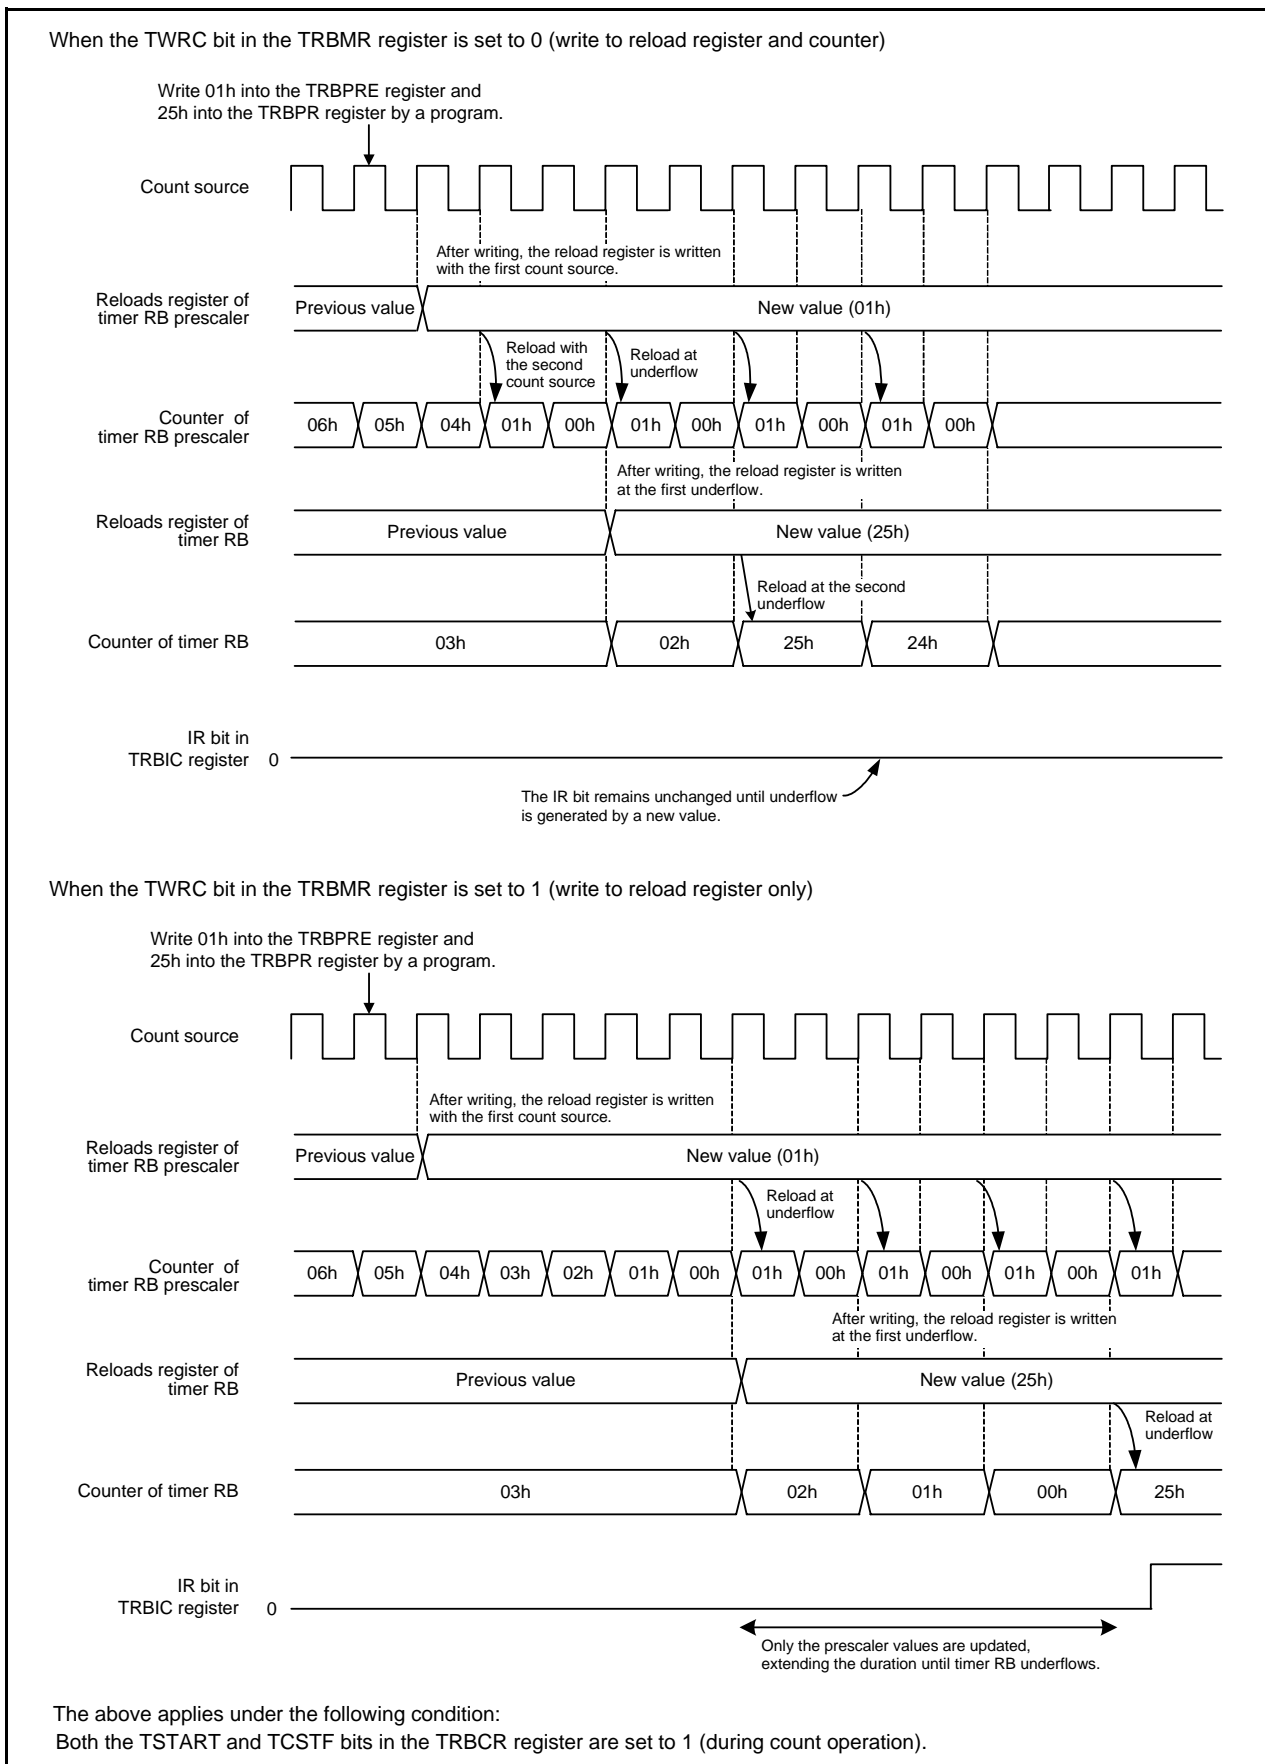 When the TWRC bit in the TRBMR register is set to 0 (write to reload register and counter)
Write 01h into the TRBPRE register and
25h into the TRBPR register by a program.
Count source
After writing, the reload register is written
with the first count source.
Reloads register of
timer RB prescaler
Previous value
New value (01h)
Reload with
the second
count source
Reload at
underflow
Counter of
timer RB prescaler
06h 05h 04h 01h 00h 01h 00h 01h 00h 01h 00h
After writing, the reload register is written
at the first underflow.
Reloads register of
timer RB
Previous value
New value (25h)
Reload at the second
underflow
Counter of timer RB
03h 02h 25h 24h
IR bit in
TRBIC register 0
The IR bit remains unchanged until underflow
is generated by a new value.
When the TWRC bit in the TRBMR register is set to 1 (write to reload register only)
Write 01h into the TRBPRE register and
25h into the TRBPR register by a program.
Count source
After writing, the reload register is written
with the first count source.
Reloads register of
timer RB prescaler
Previous value
New value (01h)
Reload at
underflow
Counter of
timer RB prescaler
06h 05h 04h 03h 02h 01h 00h 01h 00h 01h 00h 01h 00h 01h
After writing, the reload register is written
at the first underflow.
Reloads register of
timer RB
Previous value
New value (25h)
Reload at
underflow
Counter of timer RB
03h 02h 01h 00h 25h
IR bit in
TRBIC register 0
Only the prescaler values are updated,
extending the duration until timer RB underflows.
The above applies under the following condition:
Both the TSTART and TCSTF bits in the TRBCR register are set to 1 (during count operation).